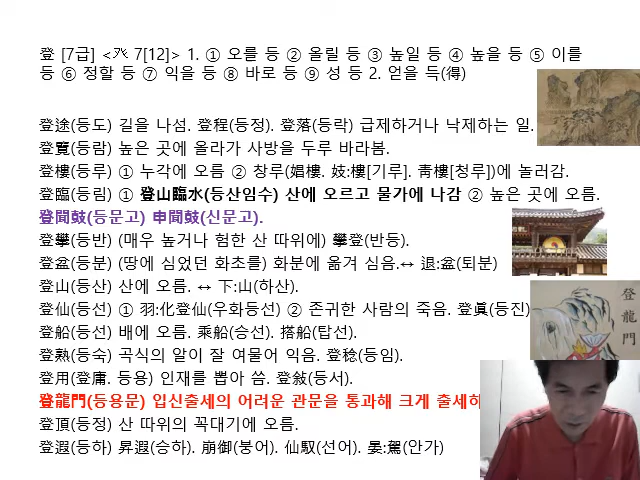 登 [7급] <癶 7[12]> 1. ① 오를 등 ② 올릴 등 ③ 높일 등 ④ 높을 등 ⑤ 이를
등 ⑥ 정할 등 ⑦ 익을 등 ⑧ 바로 등 ⑨ 성 등 2. 얻을 득(得)
登途(등도) 길을 나섬. 登程(등정). 登落(등락) 급제하거나 낙제하는 일.
登覽(등람) 높은 곳에 올라가 사방을 두루 바라봄.
登樓(등루) ① 누각에 오름 ② 창루(娼樓. 妓:樓[기루]. 靑樓[청루])에 놀러감.
登臨(등림) ① 登山臨水(등산임수) 산에 오르고 물가에 나감 ② 높은 곳에 오름.
登聞鼓(등문고) 申聞鼓(신문고).
登攀(등반) (매우 높거나 험한 산 따위에) 攀登(반등).
登盆(등분) (땅에 심었던 화초를) 화분에 옮겨 심음.↔ 退:盆(퇴분)
登山(등산) 산에 오름. ↔ 下:山(하산).
登仙(등선) ① 羽:化登仙(우화등선) ② 존귀한 사람의 죽음. 登眞(등진)
登船(등선) 배에 오름. 乘船(승선). 搭船(탑선).
登熟(등숙) 곡식의 알이 잘 여물어 익음. 登稔(등임).
登用(登庸. 등용) 인재를 뽑아 씀. 登敍(등서).
登龍門(등용문) 입신출세의 어려운 관문을 통과해 크게 출세하
登頂(등정) 산 따위의 꼭대기에 오름.
登遐(등하) 昇遐(승하). 崩御(붕어). 仙馭(선어). 晏:駕(안가)
登龍門